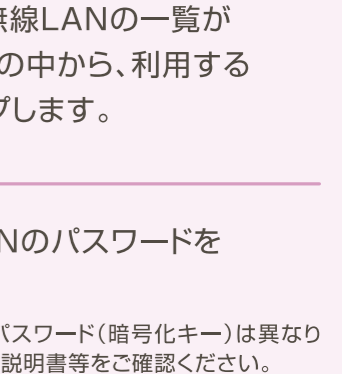 無線LANの一覧が
の中から、利用する
プします。
Nのパスワードを
パスワード（暗号化キー）は異なり
説明書等をご確認ください。